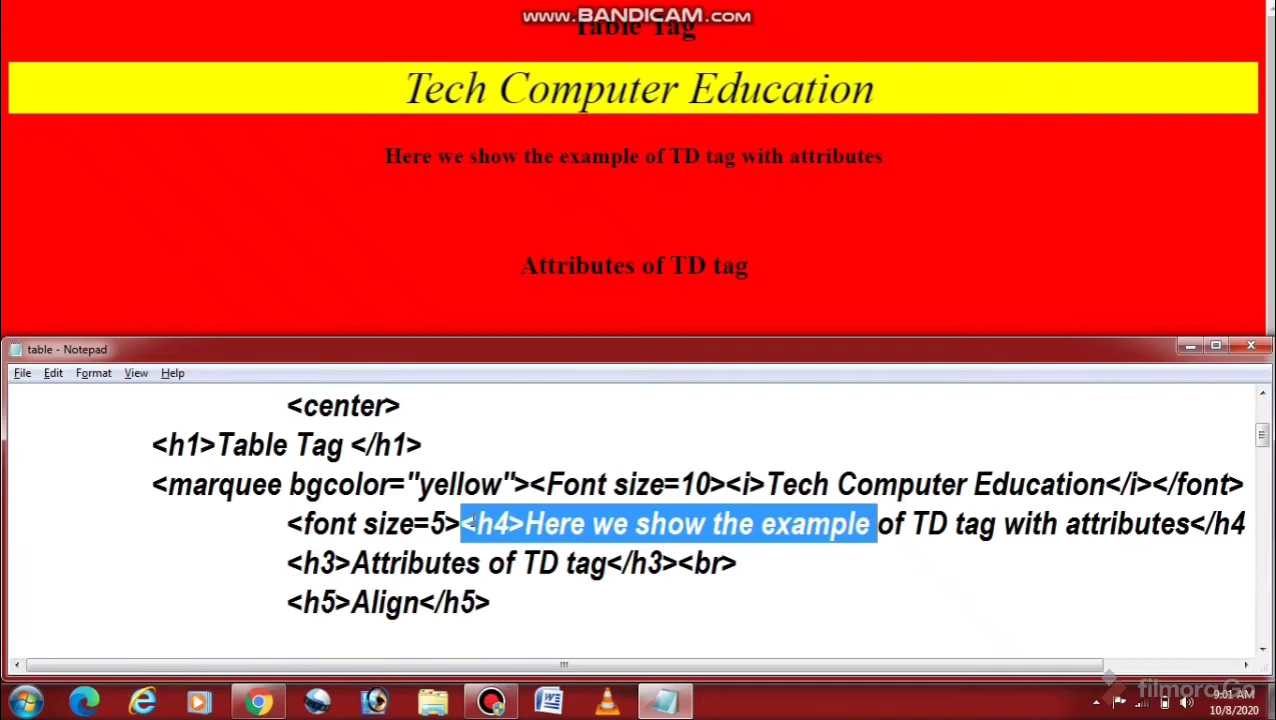 www.BANDICAM.com
Table Tag
Tech Computer Education
Here we show the example of TD tag with attributes
Attributes of TD tag
table - Notepad
File Edit Format View Help
<center>
<h1>Table Tag </h1>
<marquee bgcolor="yellow"><Font size=10><i>Tech Computer Education</i></font>
<font size=5><h4>Here we show the example of TD tag with attributes</h4
<h3>Attributes of TD tag</h3><br>
<h5>Align</h5>
filmora Go
9:01 AM
10/8/2020